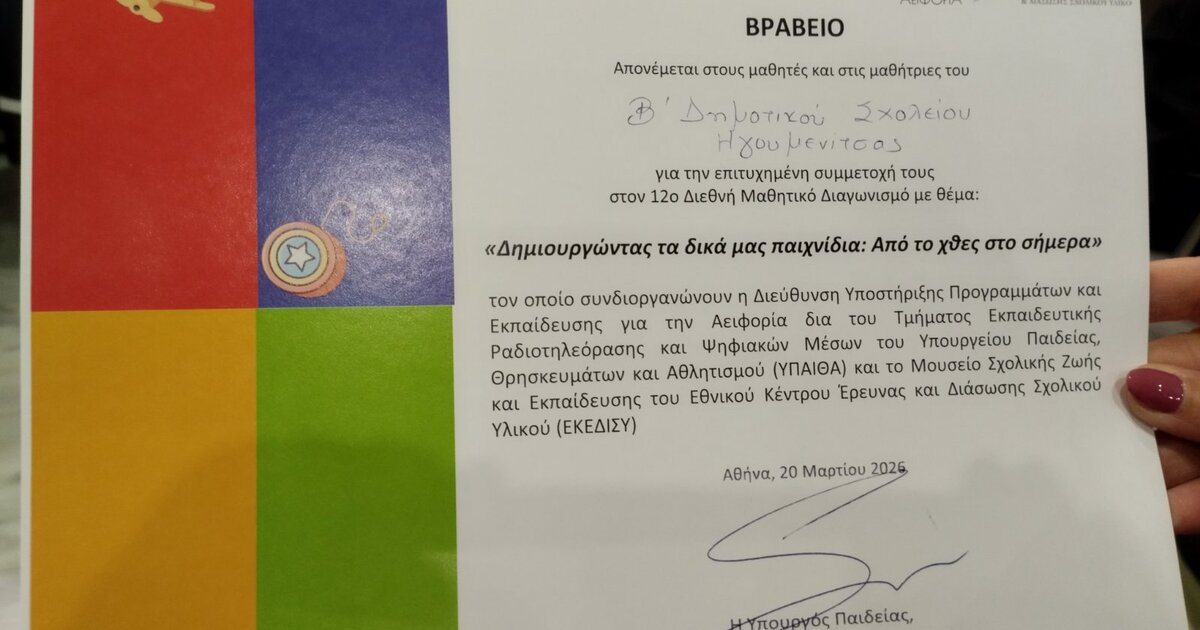 ΒΡΑΒΕΙΟ
Απονέμεται στους μαθητές και στις μαθήτριες του
Β' Δημοτικού Σχολείου
Ηγουμενίτσας
για την επιτυχημένη συμμετοχή τους
στον 12ο Διεθνή Μαθητικό Διαγωνισμό με θέμα:
«Δημιουργώντας τα δικά μας παιχνίδια: Από το χθες στο σήμερα»
τον οποίο συνδιοργανώνουν η Διεύθυνση Υποστήριξης Προγραμμάτων και
Εκπαίδευσης για την Αειφορία δια του Τμήματος Εκπαιδευτικής
Ραδιοτηλεόρασης και Ψηφιακών Μέσων του Υπουργείου Παιδείας,
Θρησκευμάτων και Αθλητισμού (ΥΠΑΙΘΑ) και το Μουσείο Σχολικής Ζωής
και Εκπαίδευσης του Εθνικού Κέντρου Έρευνας και Διάσωσης Σχολικού
Υλικού (ΕΚΕΔΙΣΥ)
Αθήνα, 20 Μαρτίου 2026
Η Υπουργός Παιδείας,